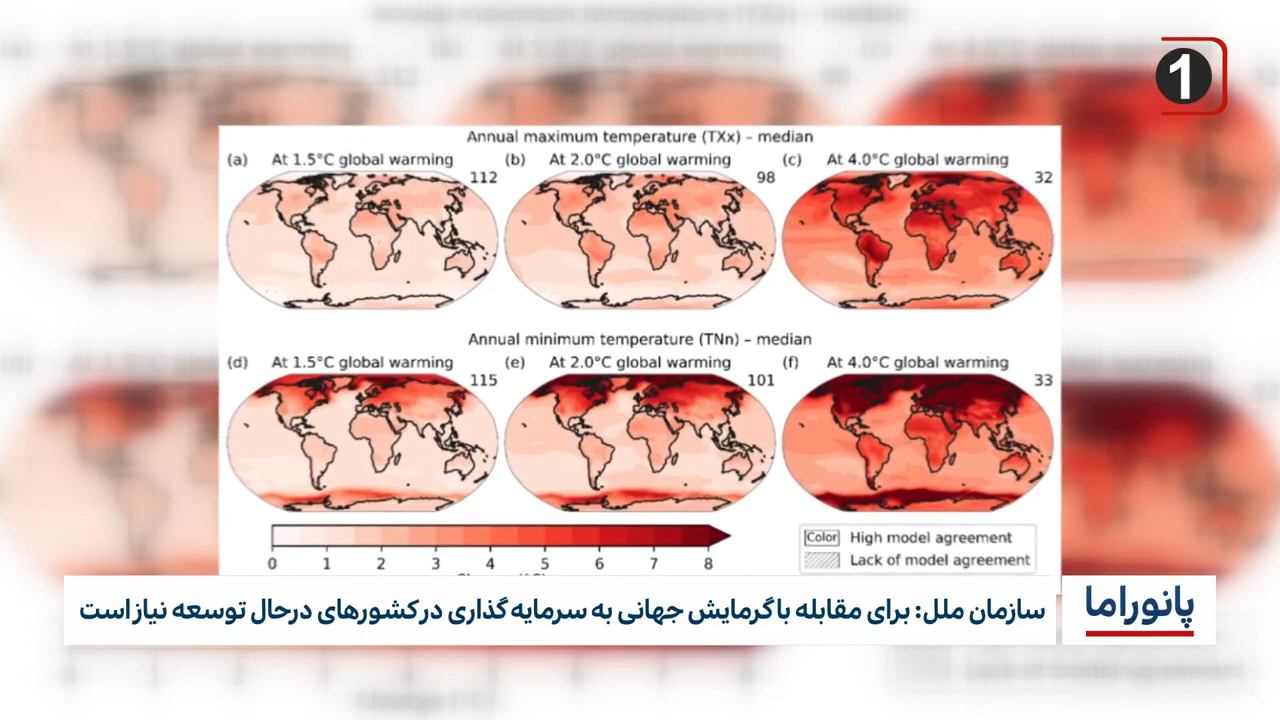 1
Annual maximum temperature (TXx) – median
(a) At 1.5°C global warming 112
(b) At 2.0°C global warming 98
(c) At 4.0°C global warming 32
Annual minimum temperature (TNn) – median
(d) At 1.5°C global warming 115
(e) At 2.0°C global warming 101
(f) At 4.0°C global warming 33
0 1 2 3 4 5 6 7 8
Color High model agreement
Lack of model agreement
پانوراما
سازمان ملل: برای مقابله با گرمایش جهانی به سرمایه گذاری در کشورهای درحال توسعه نیاز است